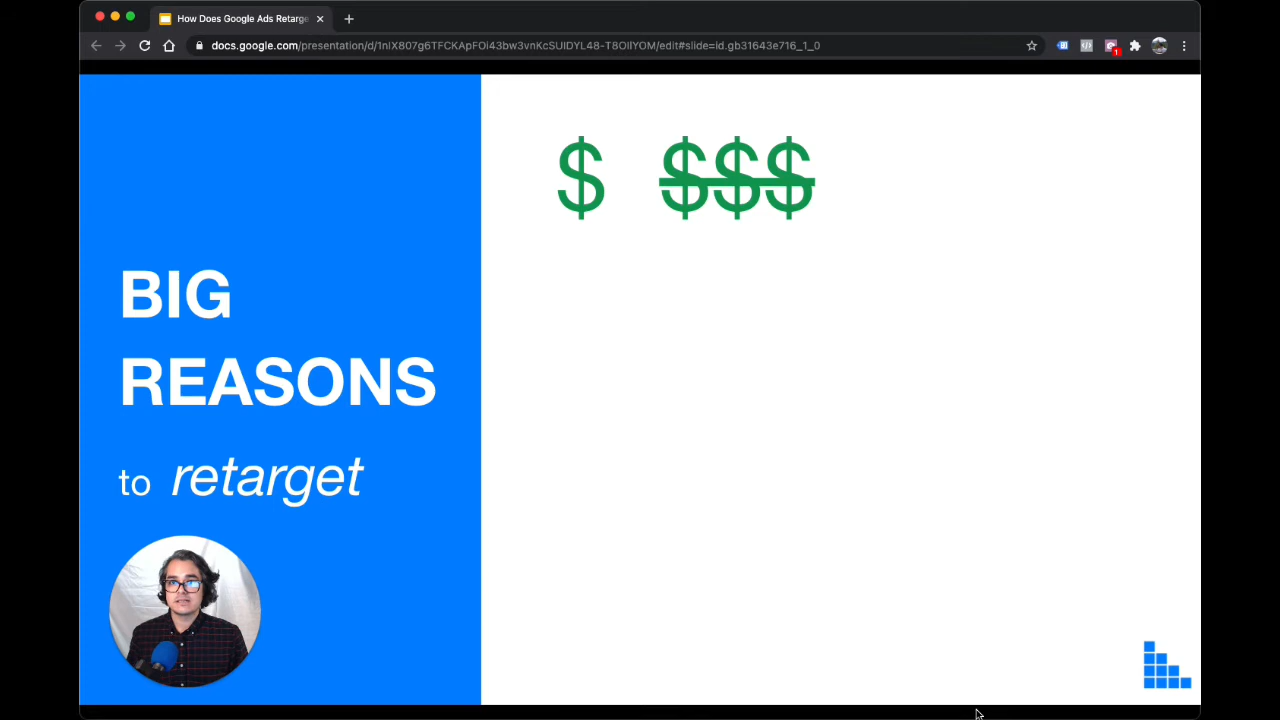 How Does Google Ads Retarge
docs.google.com/presentation/d/1nIX807g6TFCKApFOi43bw3vnKcSUIDYL48-T8OIlYOM/edit#slide=id.gb31643e716_1_0
1
$ $$$
BIG
REASONS
to retarget